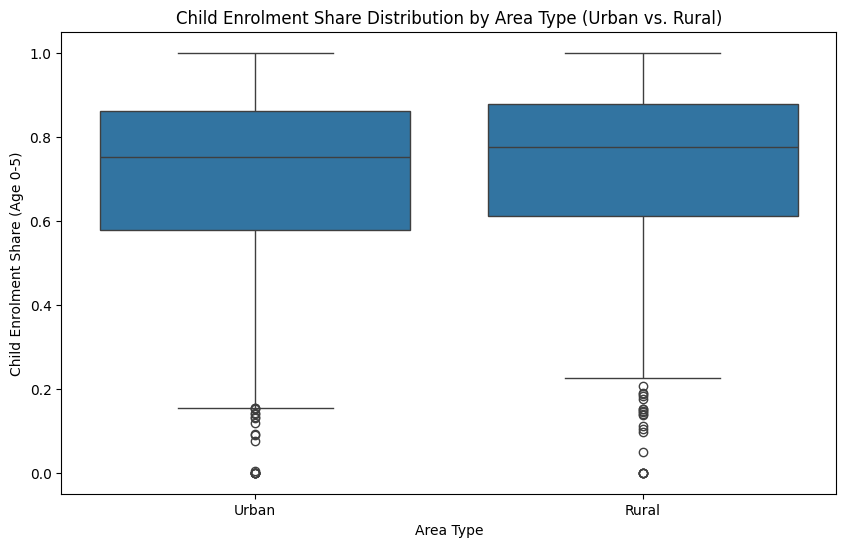 Child Enrolment Share Distribution by Area Type (Urban vs. Rural)
Child Enrolment Share (Age 0-5)
1.0
0.8
0.6
0.4
0.2
0.0
Urban
Rural
Area Type